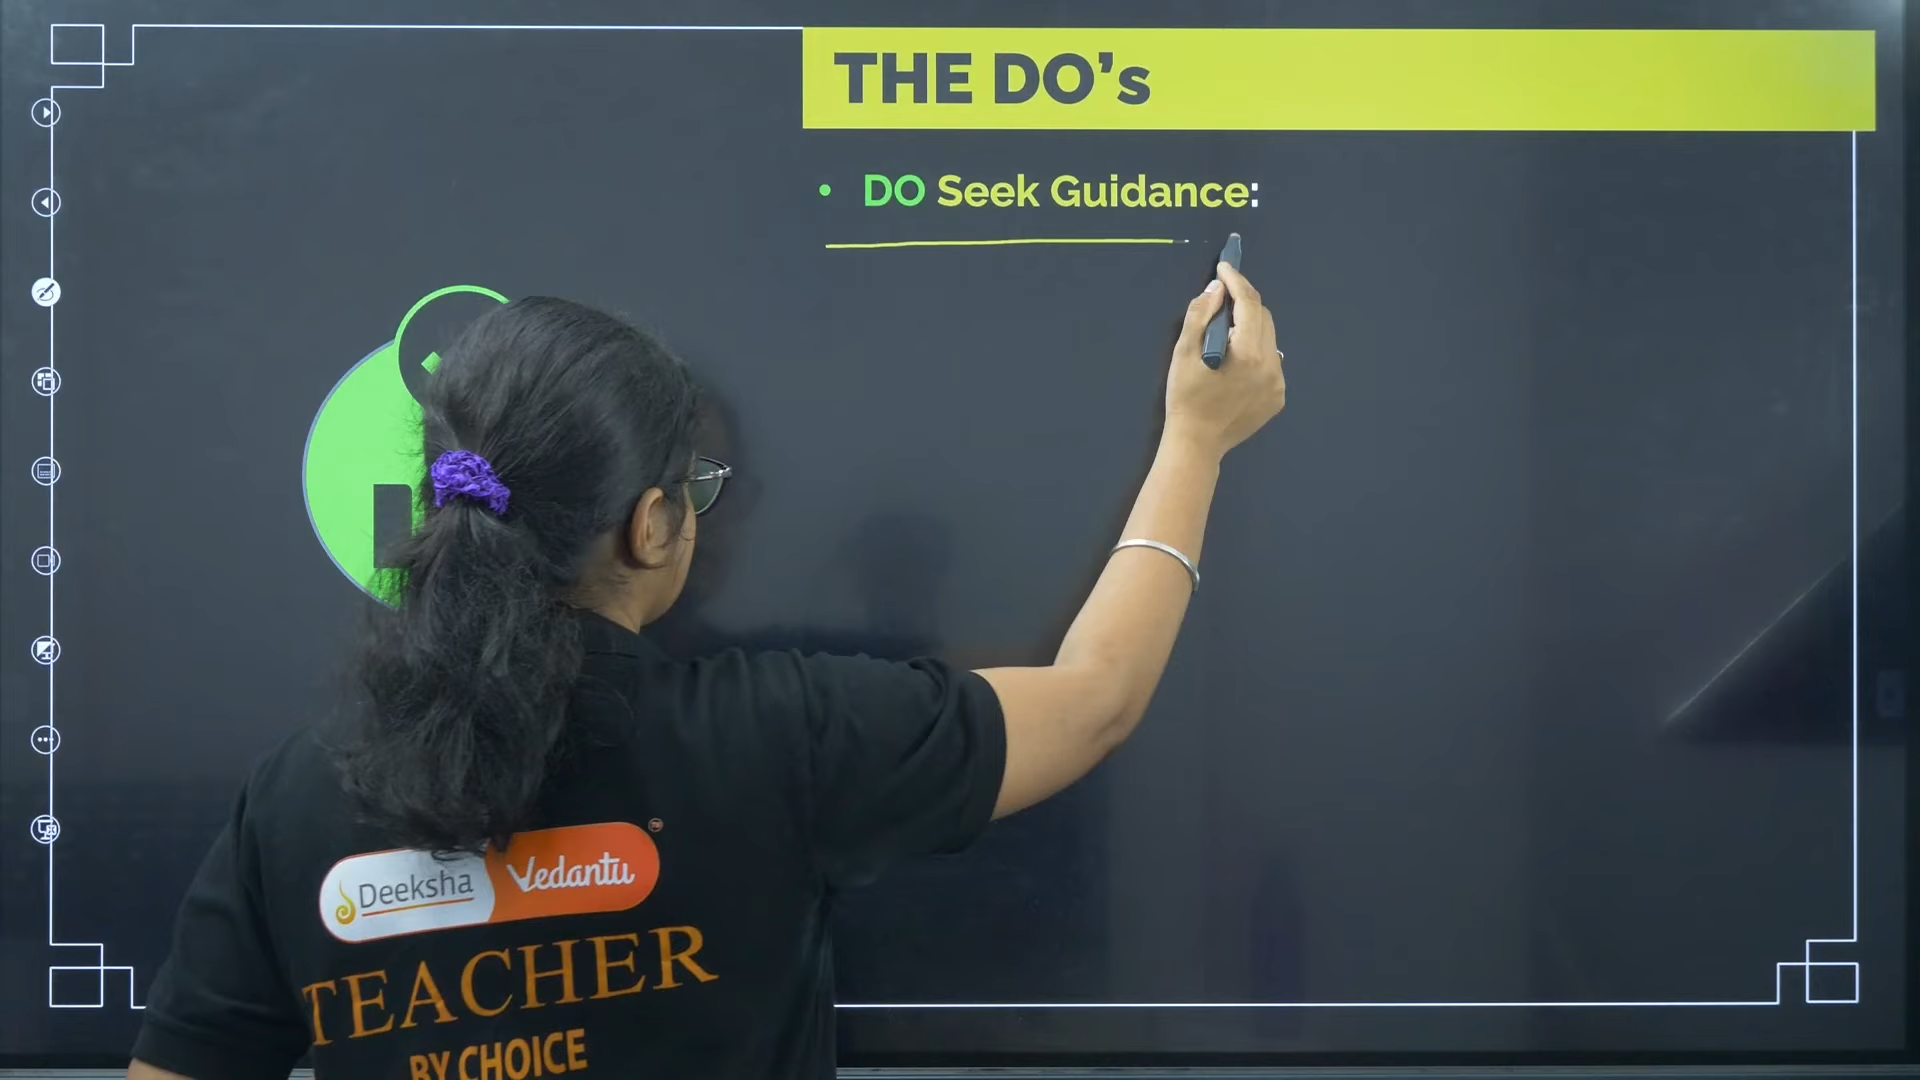 THE DO’s
• DO Seek Guidance:
Deeksha Vedantu
TEACHER
BY CHOICE